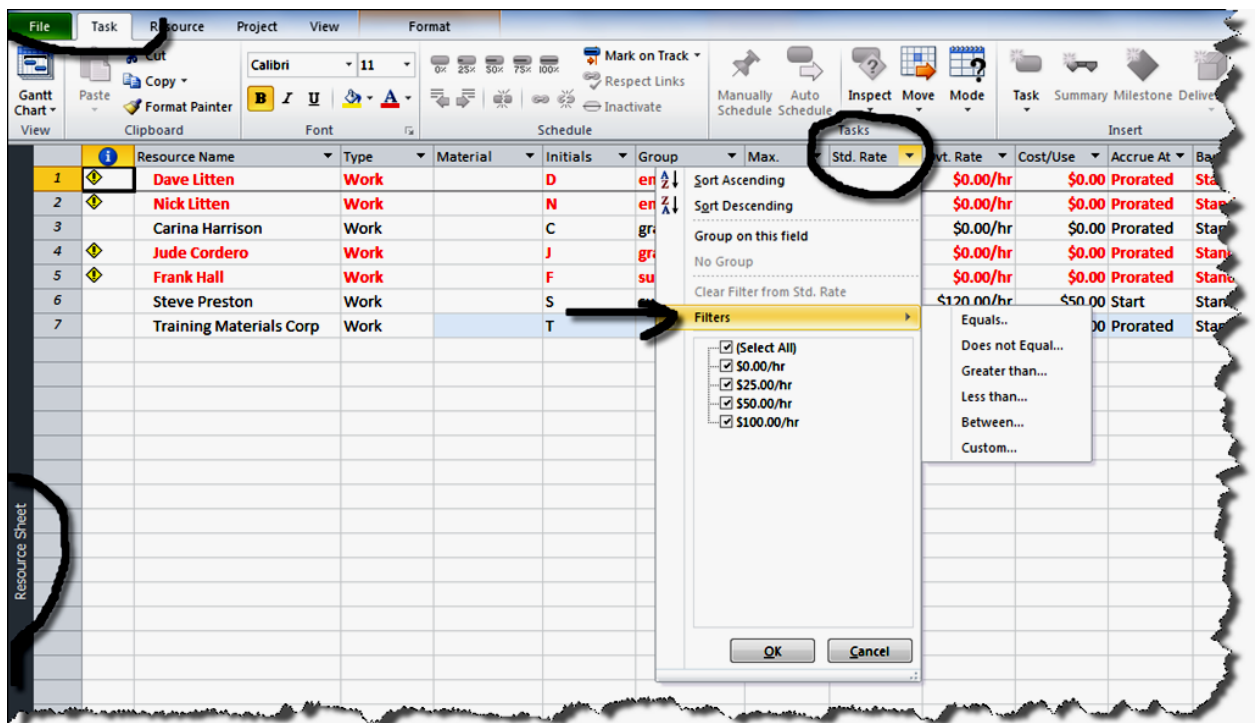 File Task Resource Project View Format
Cut
Copy
Format Painter
Paste
Gantt Chart
View
Clipboard
Calibri 11
B I U A
Font
0% 25% 50% 75% 100%
Mark on Track
Respect Links
Inactivate
Schedule
Manually Schedule
Auto Schedule
Inspect Move Mode
Tasks
Task Summary Milestone
Insert
Resource Name Type Material Initials Group Max. Std. Rate Rate Cost/Use Accrue At
1 Dave Litten Work D $0.00/hr $0.00 Prorated
2 Nick Litten Work N $0.00/hr $0.00 Prorated
3 Carina Harrison Work C $0.00/hr $0.00 Prorated
4 Jude Cordero Work J $0.00/hr $0.00 Prorated
5 Frank Hall Work F $0.00/hr $0.00 Prorated
6 Steve Preston Work S $120.00/hr $50.00 Start
7 Training Materials Corp Work T Prorated
Sort Ascending
Sort Descending
Group on this field
No Group
Clear Filter from Std. Rate
Filters
(Select All)
$0.00/hr
$25.00/hr
$50.00/hr
$100.00/hr
OK Cancel
Equals..
Does not Equal...
Greater than...
Less than...
Between...
Custom...
Resource Sheet